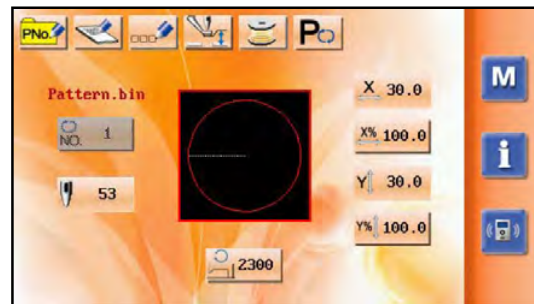 PNo.
P
M
Pattern.bin
X 30.0
NO. 1
X% 100.0
i
Y 30.0
53
Y% 100.0
2300